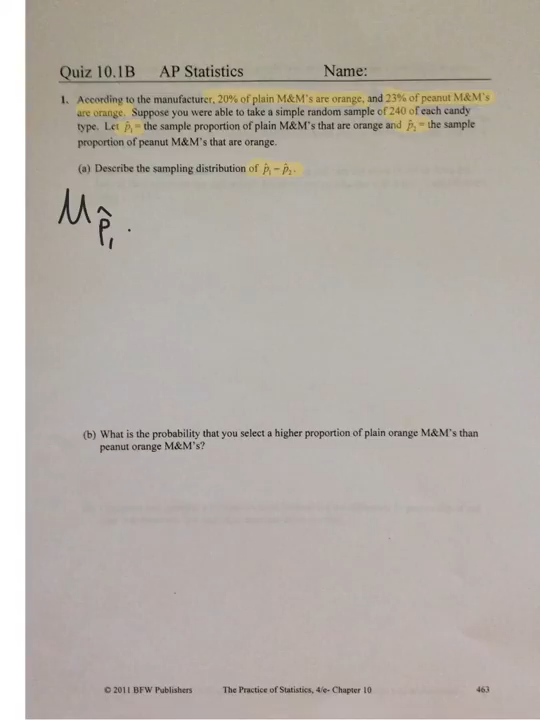 Quiz 10.1B AP Statistics Name:
1. According to the manufacturer, 20% of plain M&M's are orange, and 23% of peanut M&M's
are orange. Suppose you were able to take a simple random sample of 240 of each candy
type. Let p̂₁ = the sample proportion of plain M&M's that are orange and p̂₂ = the sample
proportion of peanut M&M's that are orange.
(a) Describe the sampling distribution of p̂₁ − p̂₂.
μ p̂₁
(b) What is the probability that you select a higher proportion of plain orange M&M's than
peanut orange M&M's?
© 2011 BFW Publishers The Practice of Statistics, 4/e- Chapter 10 463